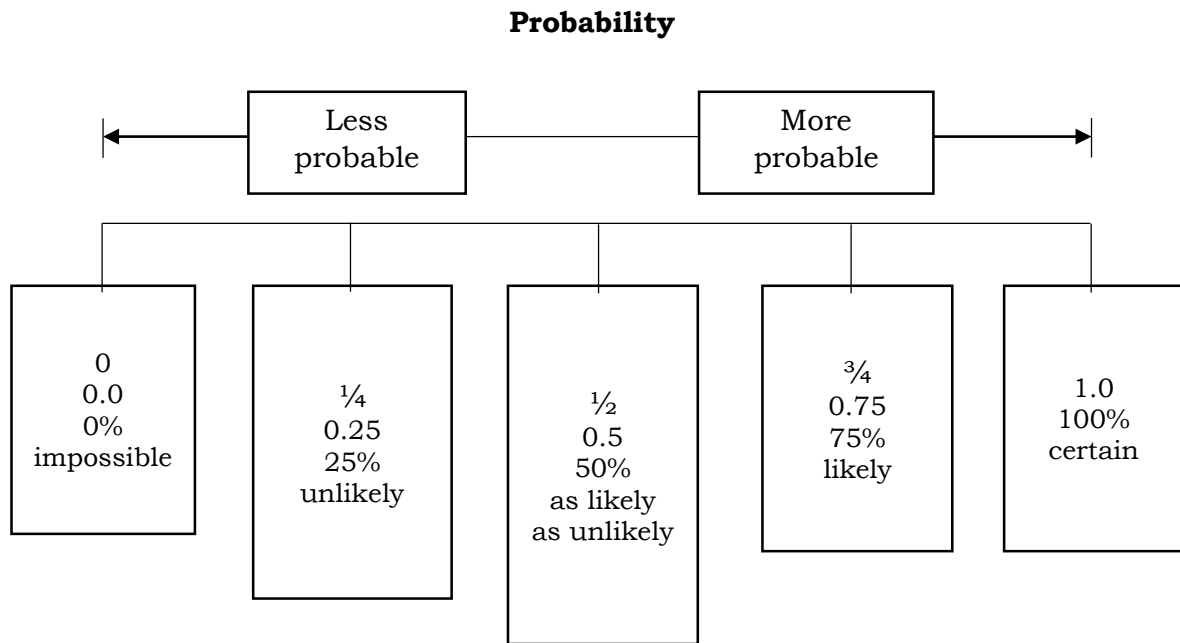 Probability
Less
probable
More
probable
0
0.0
0%
impossible
¼
0.25
25%
unlikely
½
0.5
50%
as likely
as unlikely
¾
0.75
75%
likely
1.0
100%
certain